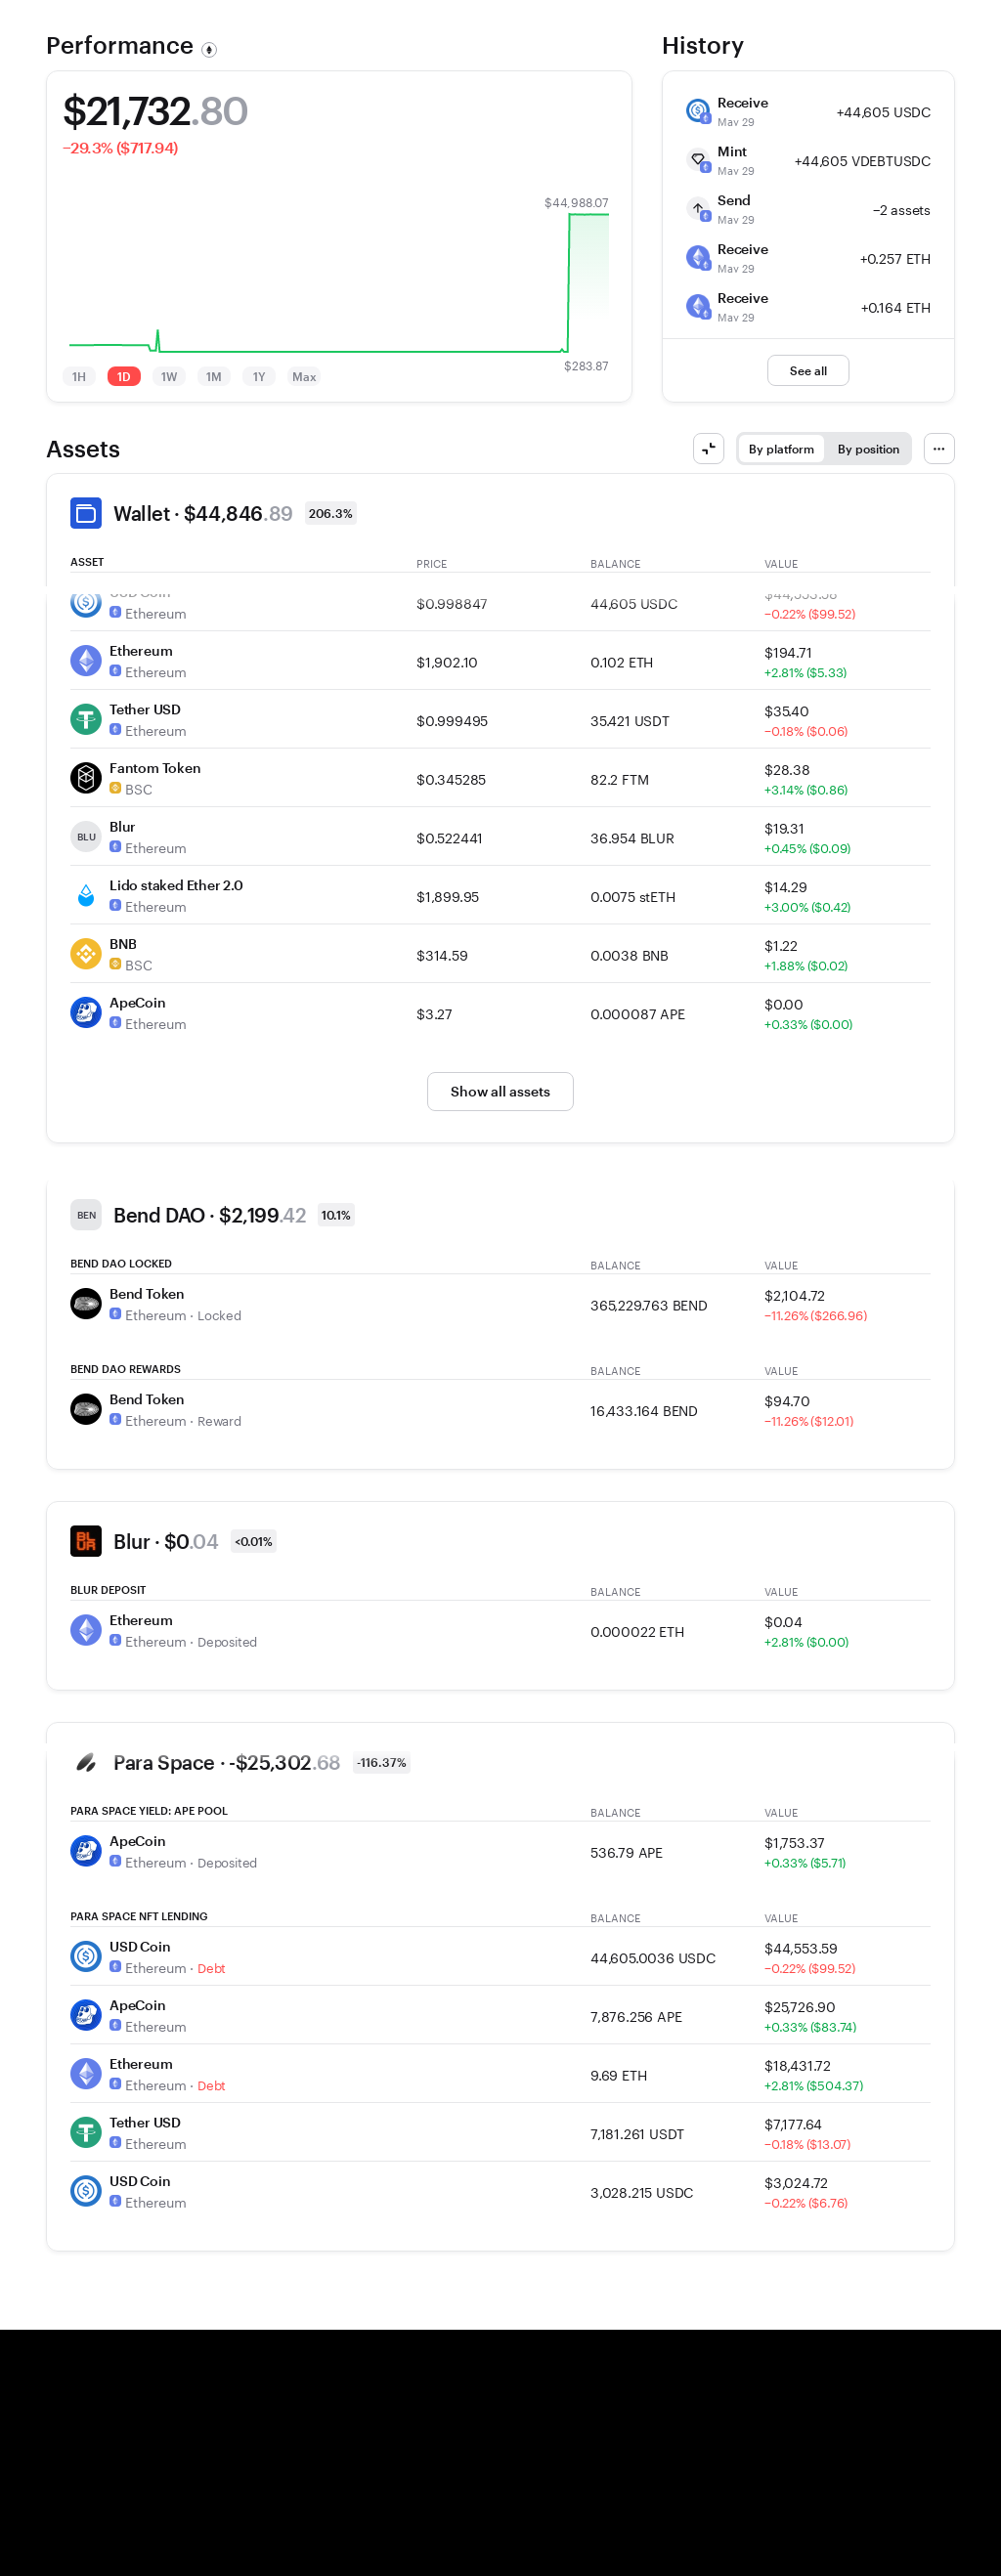 Performance
$21,732.80
−29.3% ($717.94)
$44,988.07
$283.87
1H 1D 1W 1M 1Y Max
History
Receive
May 29
+44,605 USDC
Mint
May 29
+44,605 VDEBTUSDC
Send
May 29
−2 assets
Receive
May 29
+0.257 ETH
Receive
May 29
+0.164 ETH
See all
Assets
By platform By position
Wallet · $44,846.89 206.3%
ASSET PRICE BALANCE VALUE
USD Coin
Ethereum
$0.998847
44,605 USDC
$44,553.58
−0.22% ($99.52)
Ethereum
Ethereum
$1,902.10
0.102 ETH
$194.71
+2.81% ($5.33)
Tether USD
Ethereum
$0.999495
35.421 USDT
$35.40
−0.18% ($0.06)
Fantom Token
BSC
$0.345285
82.2 FTM
$28.38
+3.14% ($0.86)
BLU
Blur
Ethereum
$0.522441
36.954 BLUR
$19.31
+0.45% ($0.09)
Lido staked Ether 2.0
Ethereum
$1,899.95
0.0075 stETH
$14.29
+3.00% ($0.42)
BNB
BSC
$314.59
0.0038 BNB
$1.22
+1.88% ($0.02)
ApeCoin
Ethereum
$3.27
0.000087 APE
$0.00
+0.33% ($0.00)
Show all assets
BEN
Bend DAO · $2,199.42 10.1%
BEND DAO LOCKED BALANCE VALUE
Bend Token
Ethereum · Locked
365,229.763 BEND
$2,104.72
−11.26% ($266.96)
BEND DAO REWARDS BALANCE VALUE
Bend Token
Ethereum · Reward
16,433.164 BEND
$94.70
−11.26% ($12.01)
BLUR
Blur · $0.04 <0.01%
BLUR DEPOSIT BALANCE VALUE
Ethereum
Ethereum · Deposited
0.000022 ETH
$0.04
+2.81% ($0.00)
Para Space · -$25,302.68 -116.37%
PARA SPACE YIELD: APE POOL BALANCE VALUE
ApeCoin
Ethereum · Deposited
536.79 APE
$1,753.37
+0.33% ($5.71)
PARA SPACE NFT LENDING BALANCE VALUE
USD Coin
Ethereum · Debt
44,605.0036 USDC
$44,553.59
−0.22% ($99.52)
ApeCoin
Ethereum
7,876.256 APE
$25,726.90
+0.33% ($83.74)
Ethereum
Ethereum · Debt
9.69 ETH
$18,431.72
+2.81% ($504.37)
Tether USD
Ethereum
7,181.261 USDT
$7,177.64
−0.18% ($13.07)
USD Coin
Ethereum
3,028.215 USDC
$3,024.72
−0.22% ($6.76)